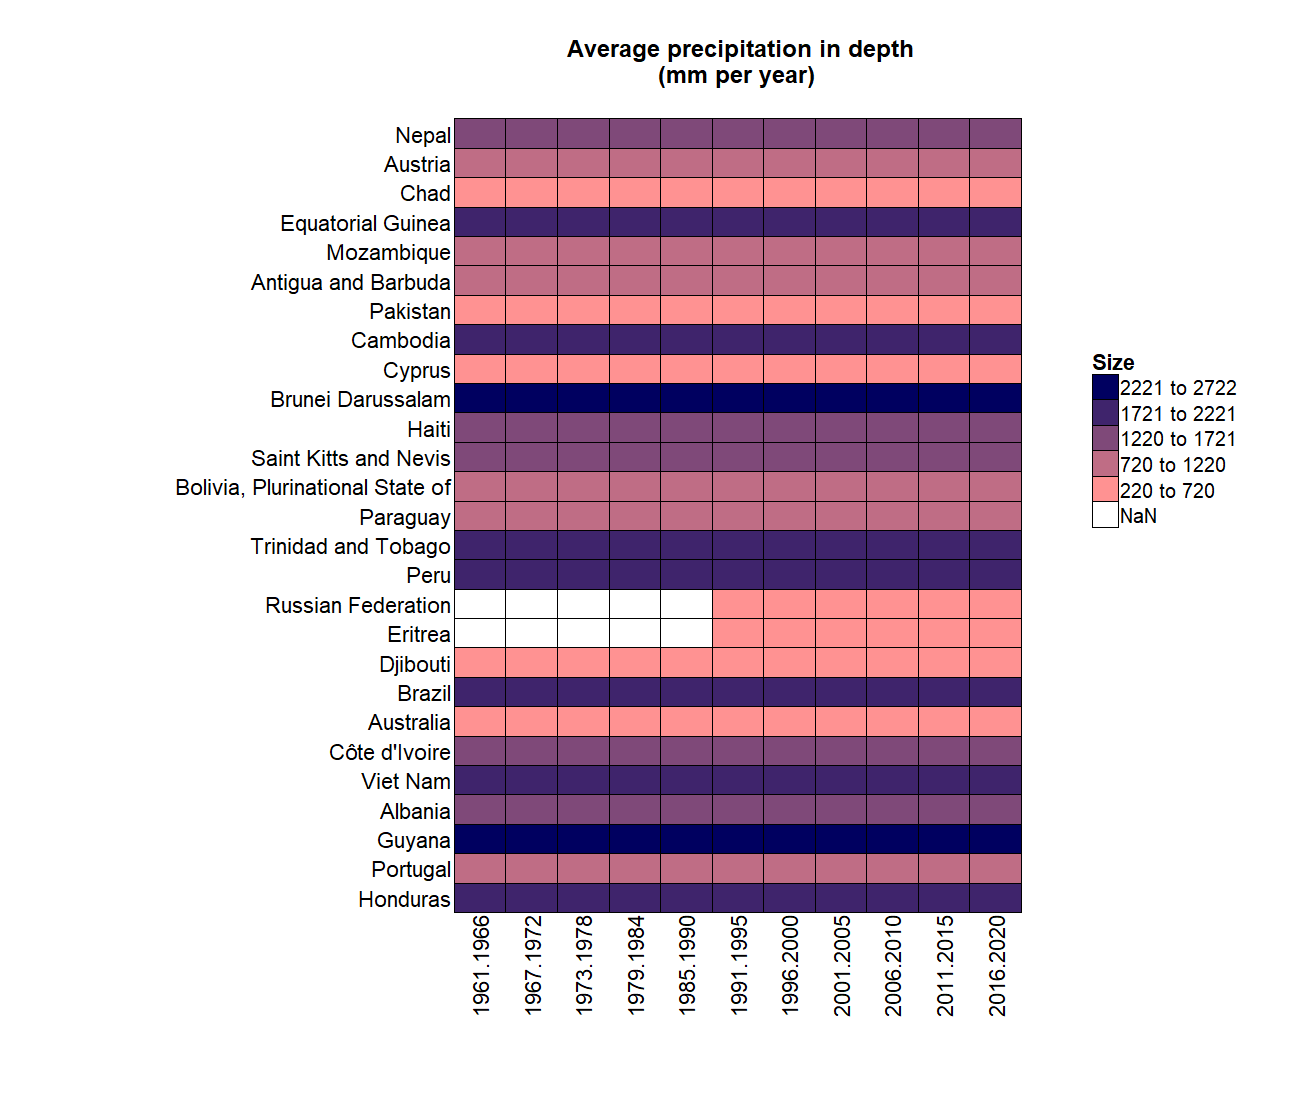 Average precipitation in depth
(mm per year)
Nepal
Austria
Chad
Equatorial Guinea
Mozambique
Antigua and Barbuda
Pakistan
Cambodia
Cyprus
Brunei Darussalam
Haiti
Saint Kitts and Nevis
Bolivia, Plurinational State of
Paraguay
Trinidad and Tobago
Peru
Russian Federation
Eritrea
Djibouti
Brazil
Australia
Côte d'Ivoire
Viet Nam
Albania
Guyana
Portugal
Honduras
1961.1966
1967.1972
1973.1978
1979.1984
1985.1990
1991.1995
1996.2000
2001.2005
2006.2010
2011.2015
2016.2020
Size
2221 to 2722
1721 to 2221
1220 to 1721
720 to 1220
220 to 720
NaN